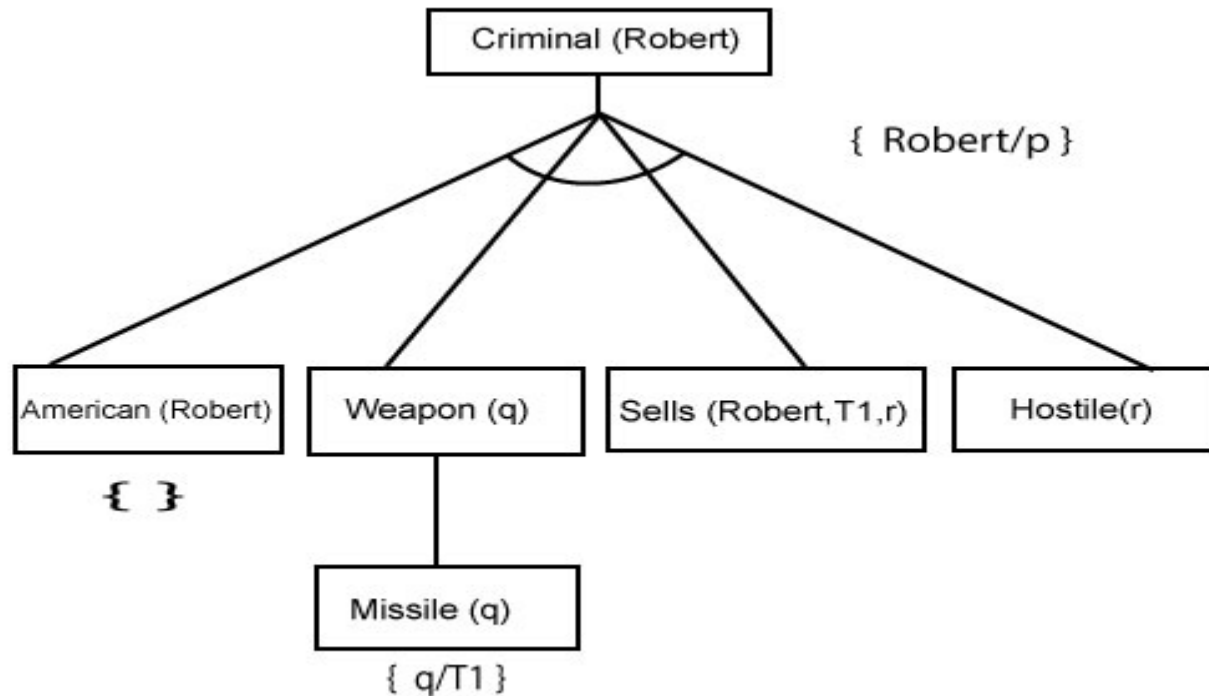 Criminal (Robert)
{ Robert/p }
American (Robert)
Weapon (q)
Sells (Robert,T1,r)
Hostile(r)
{ }
Missile (q)
{ q/T1 }